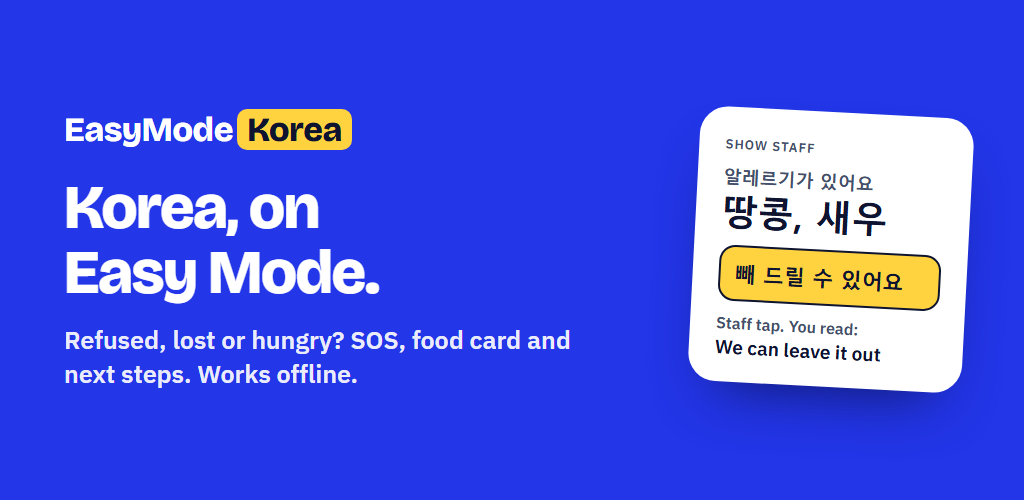 EasyMode Korea
Korea, on
Easy Mode.
Refused, lost or hungry? SOS, food card and
next steps. Works offline.
SHOW STAFF
알레르기가 있어요
땅콩, 새우
빼 드릴 수 있어요
Staff tap. You read:
We can leave it out